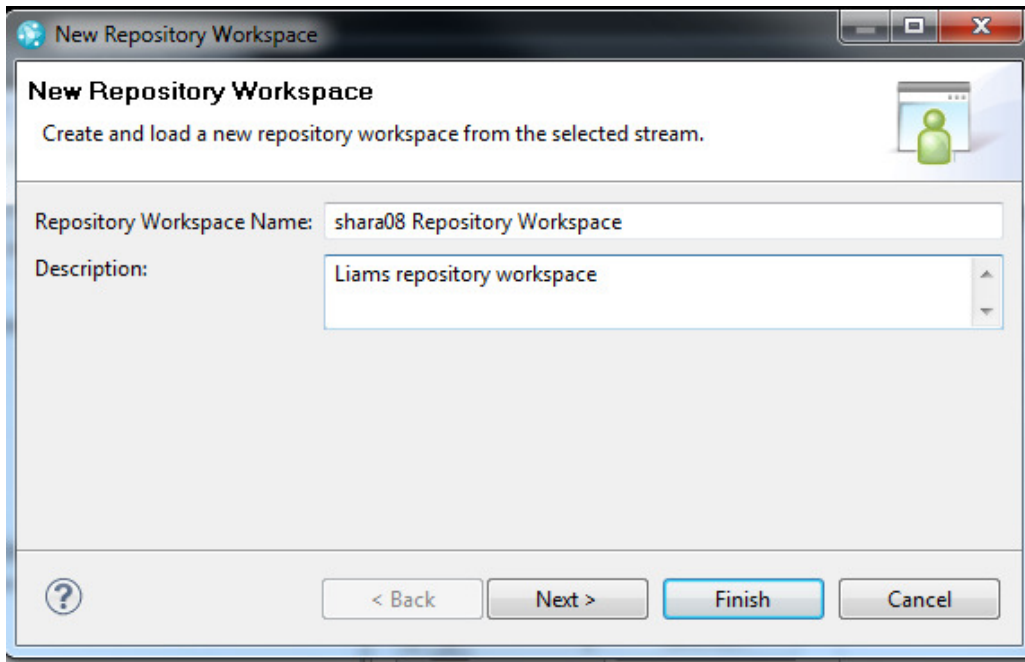 New Repository Workspace
New Repository Workspace
Create and load a new repository workspace from the selected stream.
Repository Workspace Name: shara08 Repository Workspace
Description: Liams repository workspace
? < Back Next > Finish Cancel